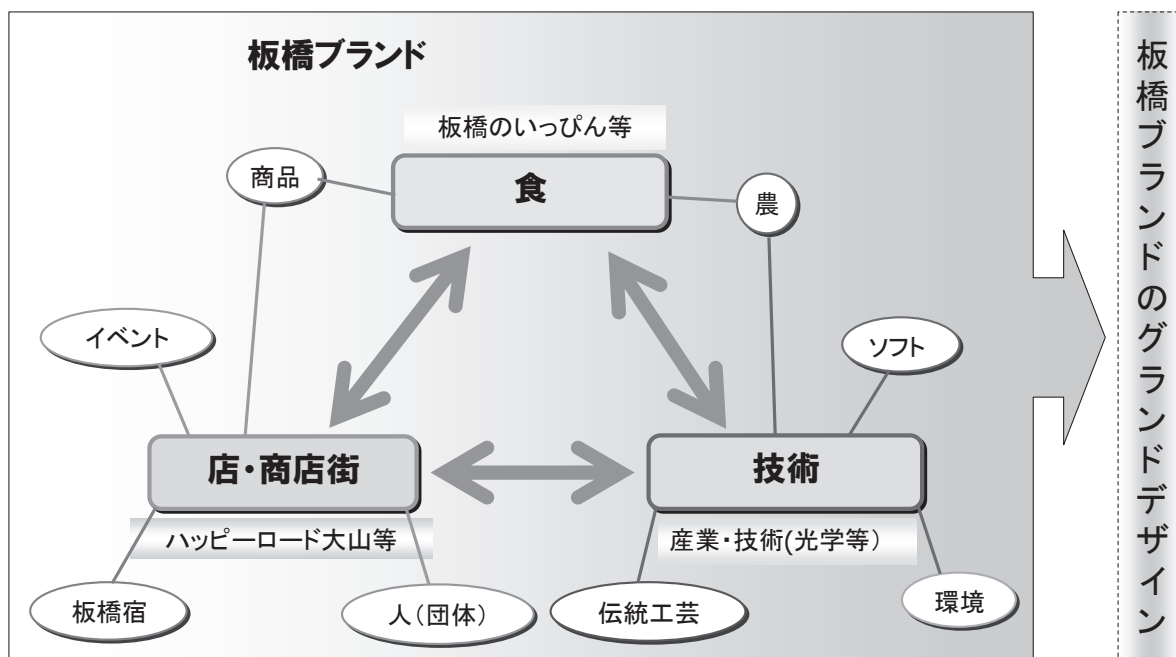 板橋ブランド
板橋のいっぴん等
食
商品
農
イベント
ソフト
店・商店街
技術
ハッピーロード大山等
産業・技術(光学等）
板橋宿
人（団体）
伝統工芸
環境
板橋ブランドのグランドデザイン